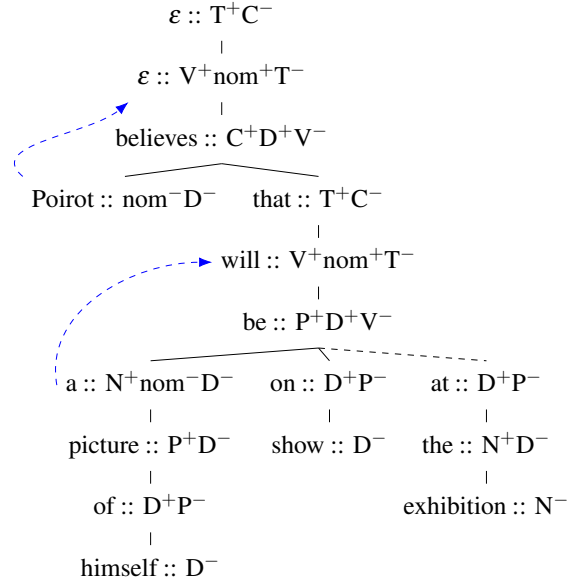 ε :: T⁺C⁻
ε :: V⁺nom⁺T⁻
believes :: C⁺D⁺V⁻
Poirot :: nom⁻D⁻ that :: T⁺C⁻
will :: V⁺nom⁺T⁻
be :: P⁺D⁺V⁻
a :: N⁺nom⁻D⁻ on :: D⁺P⁻ at :: D⁺P⁻
picture :: P⁺D⁻ show :: D⁻ the :: N⁺D⁻
of :: D⁺P⁻ exhibition :: N⁻
himself :: D⁻